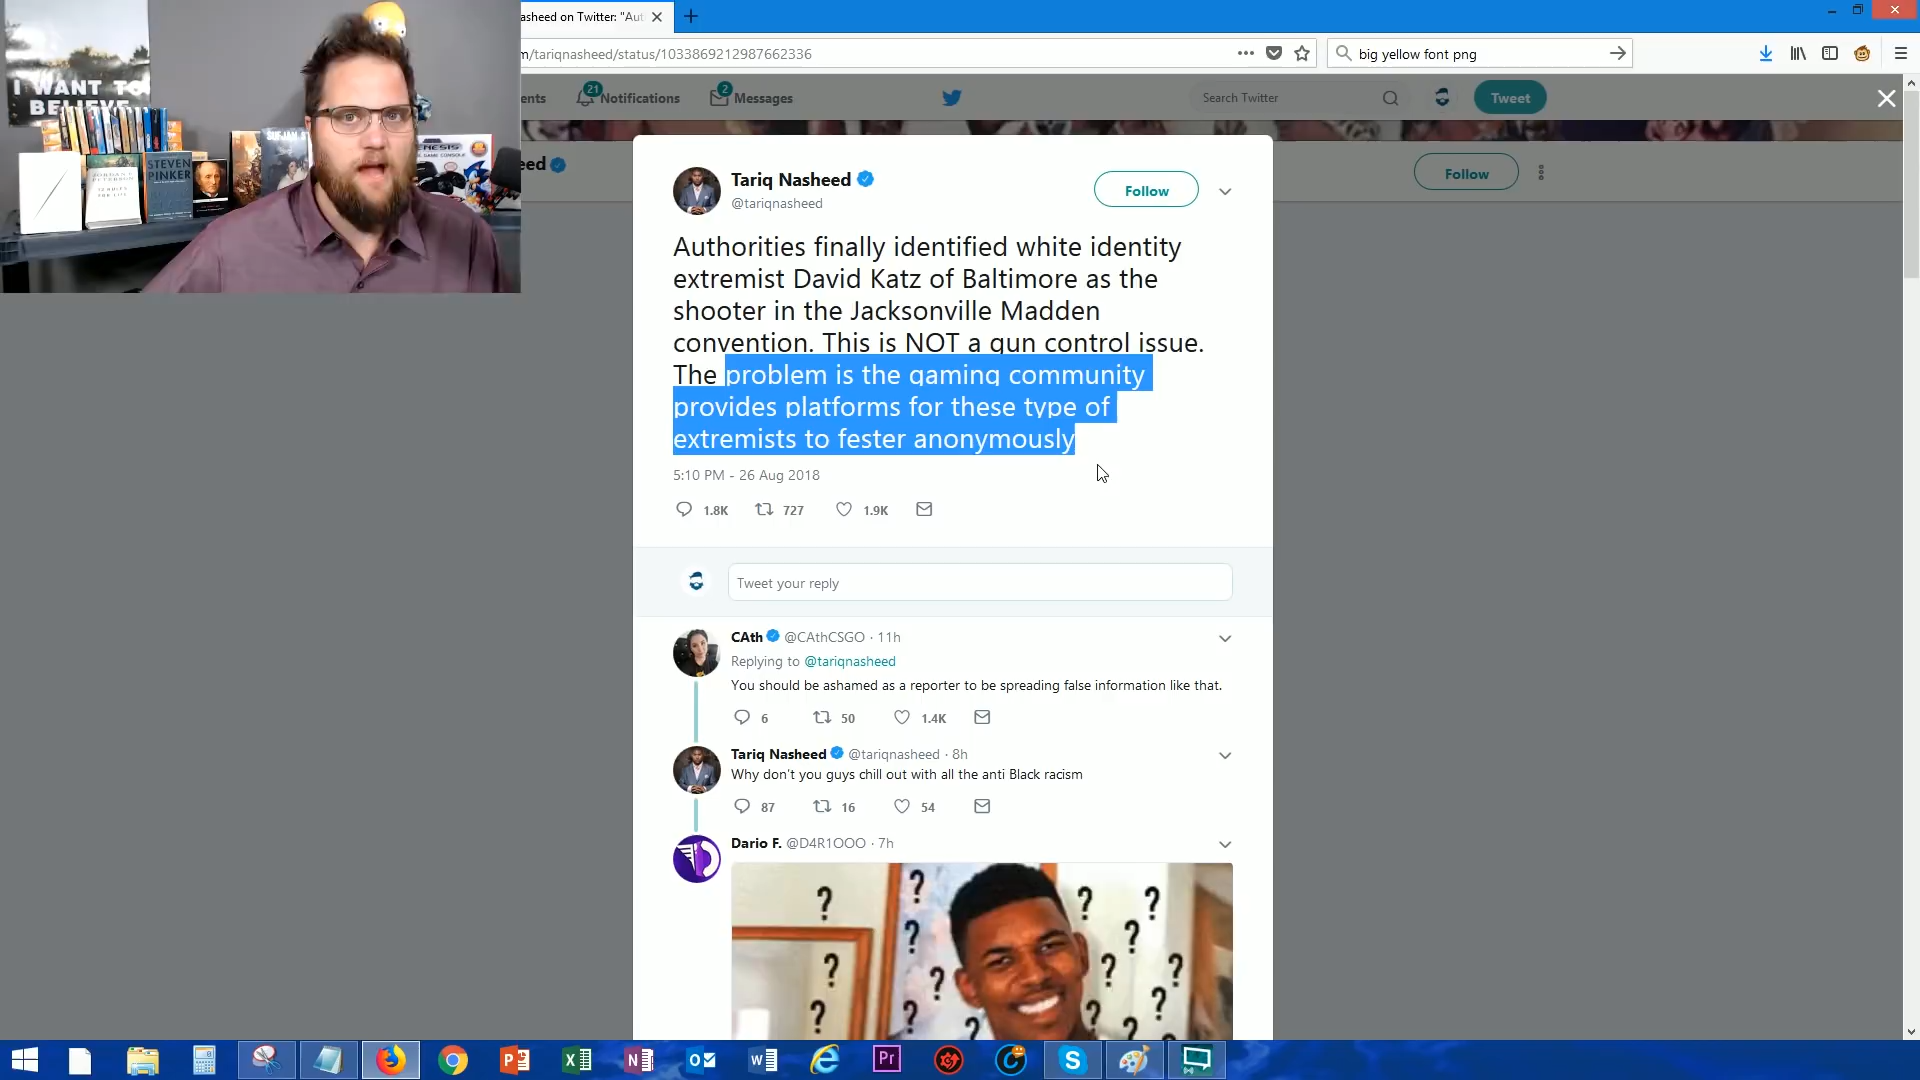 asheed on Twitter: "Aut
m/tariqnasheed/status/1033869212987662336
big yellow font png
I WANT TO
BELIEVE
ents
21
Notifications
2
Messages
Search Twitter
Tweet
heed
Follow
JORDAN B.
PETERSON
STEVEN
PINKER
SUFJAN
GENESIS
Tariq Nasheed
@tariqnasheed
Follow
Authorities finally identified white identity
extremist David Katz of Baltimore as the
shooter in the Jacksonville Madden
convention. This is NOT a gun control issue.
The problem is the gaming community
provides platforms for these type of
extremists to fester anonymously
5:10 PM - 26 Aug 2018
1.8K 727 1.9K
Tweet your reply
CAth @CAthCSGO · 11h
Replying to @tariqnasheed
You should be ashamed as a reporter to be spreading false information like that.
6 50 1.4K
Tariq Nasheed @tariqnasheed · 8h
Why don't you guys chill out with all the anti Black racism
87 16 54
Dario F. @D4R1OOO · 7h
? ? ? ? ? ? ? ? ? ? ? ? ?